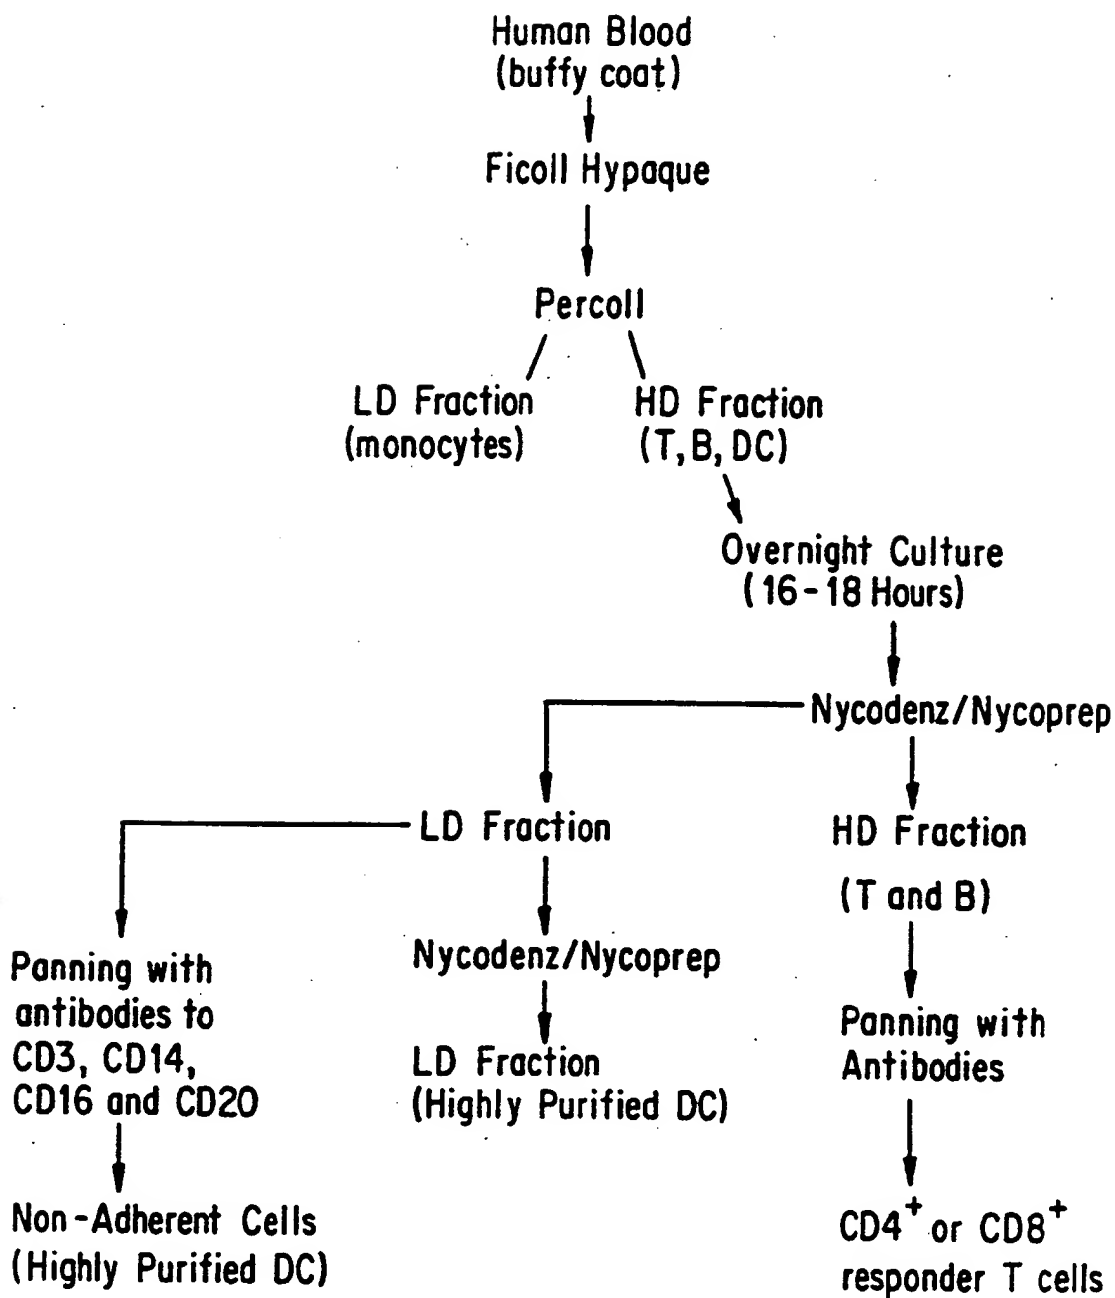 Human Blood
(buffy coat)
Ficoll Hypaque
Percoll
LD Fraction
(monocytes)
HD Fraction
(T, B, DC)
Overnight Culture
(16-18 Hours)
Nycodenz/Nycoprep
LD Fraction
HD Fraction
(T and B)
Panning with
antibodies to
CD3, CD14,
CD16 and CD20
Nycodenz/Nycoprep
LD Fraction
(Highly Purified DC)
Panning with
Antibodies
Non-Adherent Cells
(Highly Purified DC)
CD4⁺ or CD8⁺
responder T cells